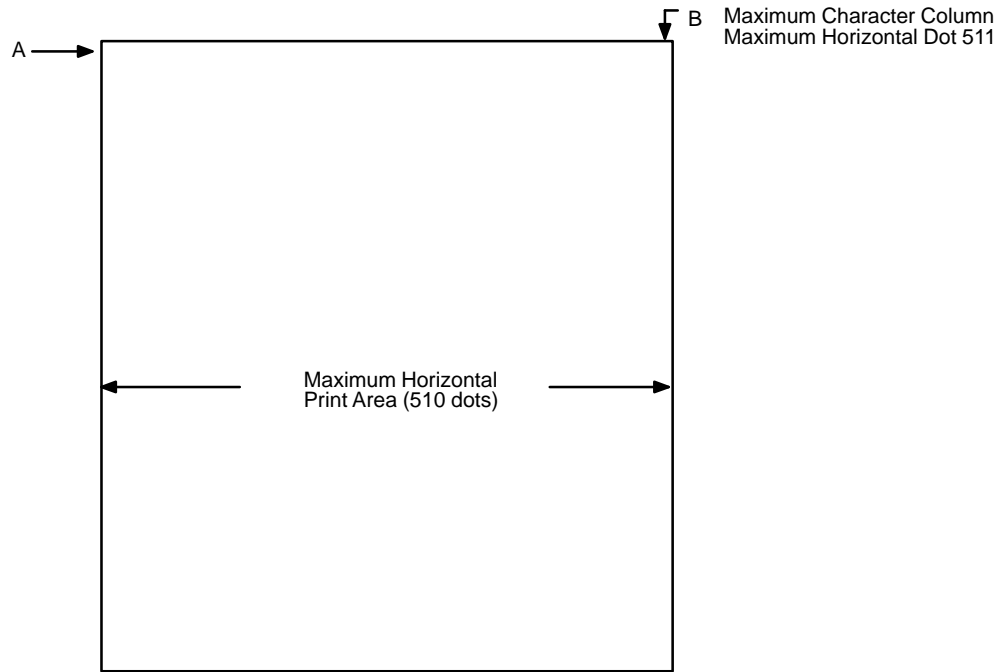 A
B Maximum Character Column
Maximum Horizontal Dot 511
Maximum Horizontal
Print Area (510 dots)